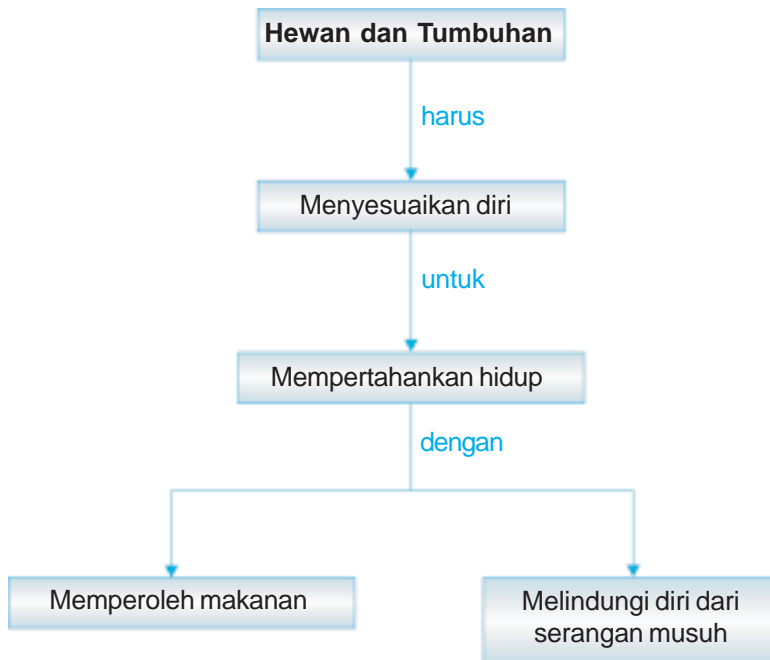 Hewan dan Tumbuhan
harus
Menyesuaikan diri
untuk
Mempertahankan hidup
dengan
Memperoleh makanan
Melindungi diri dari
serangan musuh